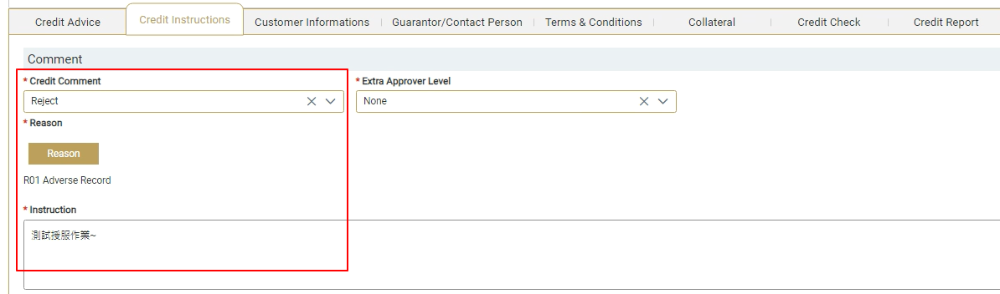 Credit Advice
Credit Instructions
Customer Informations
Guarantor/Contact Person
Terms & Conditions
Collateral
Credit Check
Credit Report
Comment
* Credit Comment
* Extra Approver Level
Reject
None
* Reason
Reason
R01 Adverse Record
* Instruction
測試授服作業~